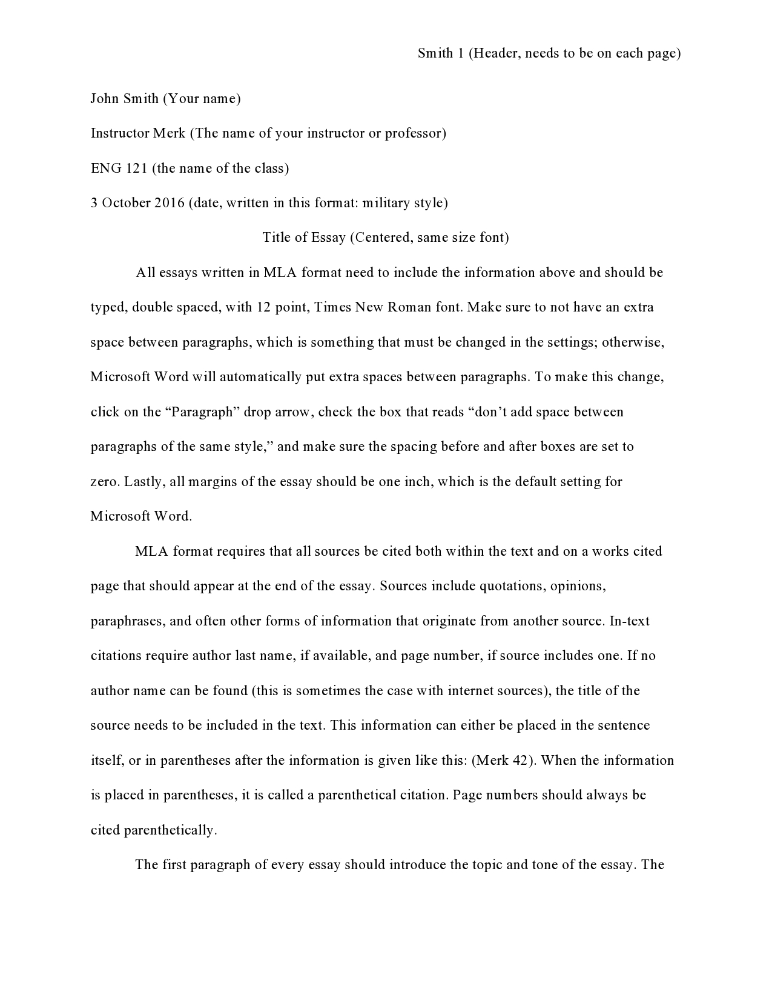 Smith 1 (Header, needs to be on each page)
John Smith (Your name)
Instructor Merk (The name of your instructor or professor)
ENG 121 (the name of the class)
3 October 2016 (date, written in this format: military style)
Title of Essay (Centered, same size font)
All essays written in MLA format need to include the information above and should be
typed, double spaced, with 12 point, Times New Roman font. Make sure to not have an extra
space between paragraphs, which is something that must be changed in the settings; otherwise,
Microsoft Word will automatically put extra spaces between paragraphs. To make this change,
click on the “Paragraph” drop arrow, check the box that reads “don’t add space between
paragraphs of the same style,” and make sure the spacing before and after boxes are set to
zero. Lastly, all margins of the essay should be one inch, which is the default setting for
Microsoft Word.
MLA format requires that all sources be cited both within the text and on a works cited
page that should appear at the end of the essay. Sources include quotations, opinions,
paraphrases, and often other forms of information that originate from another source. In-text
citations require author last name, if available, and page number, if source includes one. If no
author name can be found (this is sometimes the case with internet sources), the title of the
source needs to be included in the text. This information can either be placed in the sentence
itself, or in parentheses after the information is given like this: (Merk 42). When the information
is placed in parentheses, it is called a parenthetical citation. Page numbers should always be
cited parenthetically.
The first paragraph of every essay should introduce the topic and tone of the essay. The